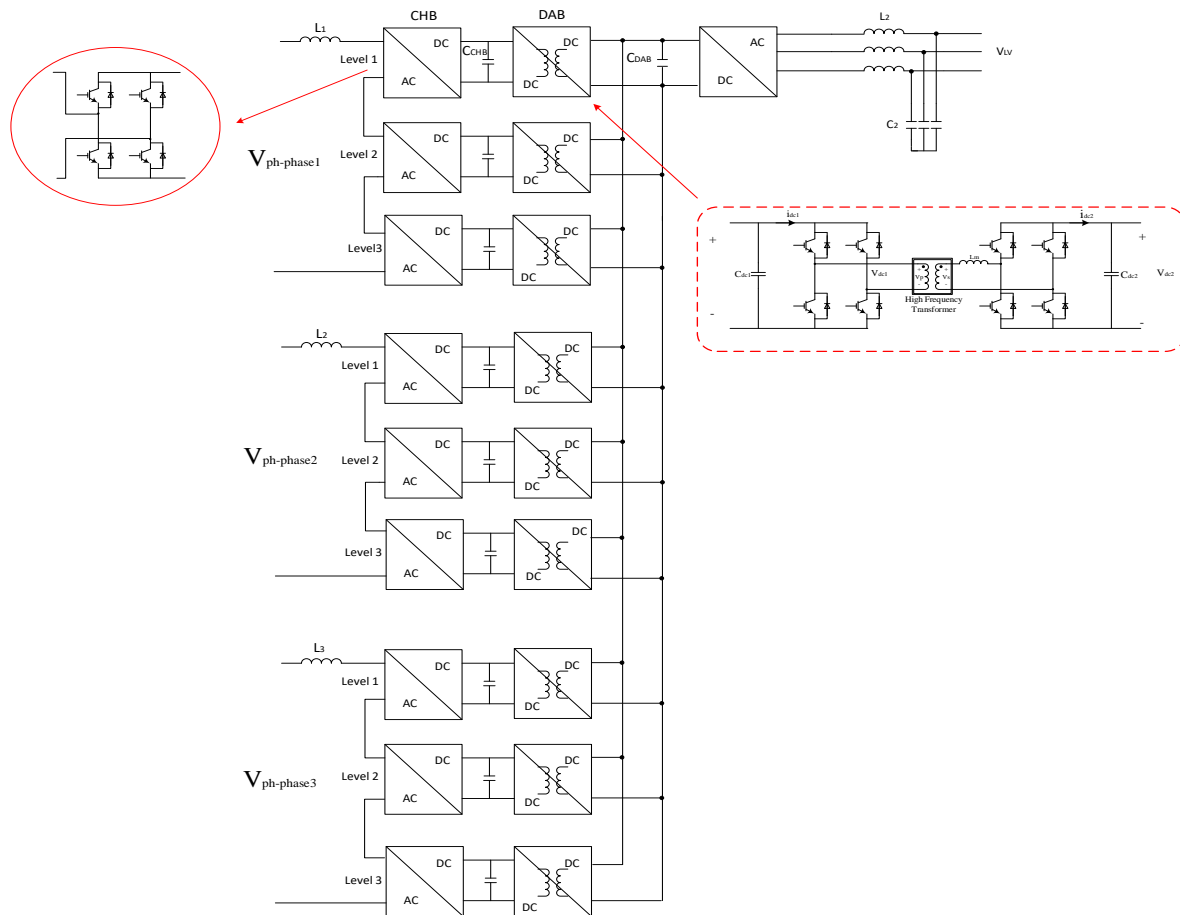 L1
CHB
DAB
L2
DC
CCHB
DC
AC
VLV
Level 1
CDAB
AC
DC
DC
C2
Vph-phase1
Level 2
DC
DC
AC
DC
Level3
DC
DC
AC
DC
idc1
idc2
+
+
Cdc1
Vdc1
+
Vp
-
+
Vs
-
Lm
Cdc2
Vdc2
High Frequency
Transformer
-
-
L2
Level 1
DC
DC
AC
DC
Vph-phase2
Level 2
DC
DC
AC
DC
Level 3
DC
DC
AC
DC
L3
Level 1
DC
DC
AC
DC
Vph-phase3
Level 2
DC
DC
AC
DC
Level 3
DC
DC
AC
DC